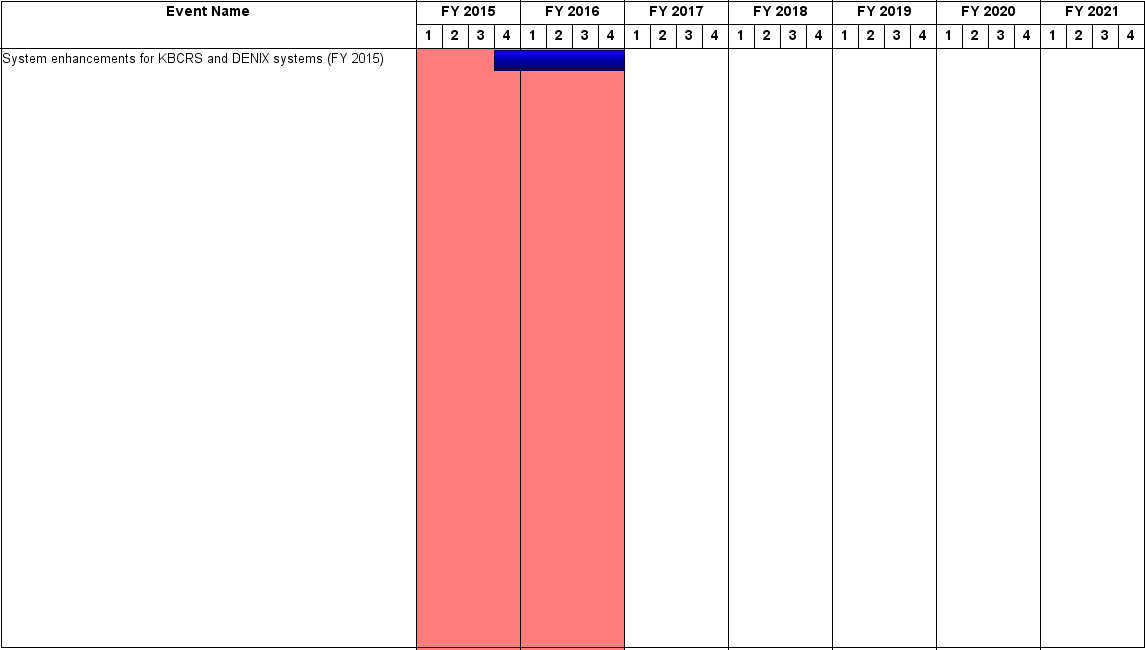 Event Name FY 2015 FY 2016 FY 2017 FY 2018 FY 2019 FY 2020 FY 2021
1 2 3 4 1 2 3 4 1 2 3 4 1 2 3 4 1 2 3 4 1 2 3 4 1 2 3 4
System enhancements for KBCRS and DENIX systems (FY 2015)